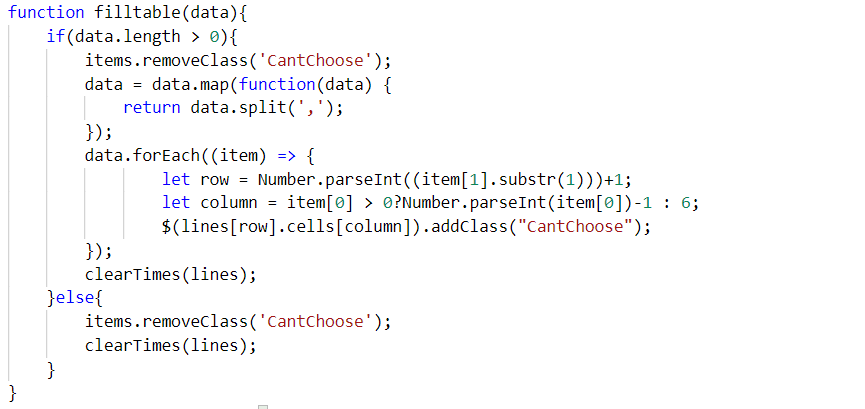 function filltable(data){
    if(data.length > 0){
        items.removeClass('CantChoose');
        data = data.map(function(data) {
            return data.split(',');
        });
        data.forEach((item) => {
                let row = Number.parseInt((item[1].substr(1)))+1;
                let column = item[0] > 0?Number.parseInt(item[0])-1 : 6;
                $(lines[row].cells[column]).addClass("CantChoose");
        });
        clearTimes(lines);
    }else{
        items.removeClass('CantChoose');
        clearTimes(lines);
    }
}